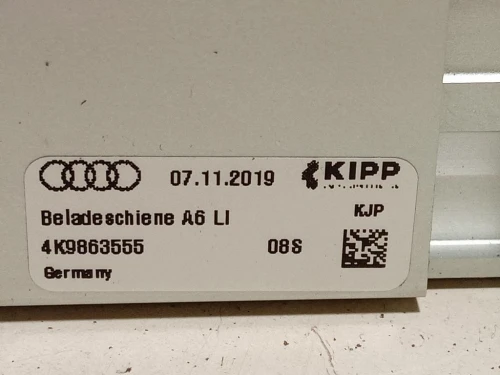 07.11.2019 KIPP
Beladeschiene A6 LI KJP
4K9863555 08S
Germany